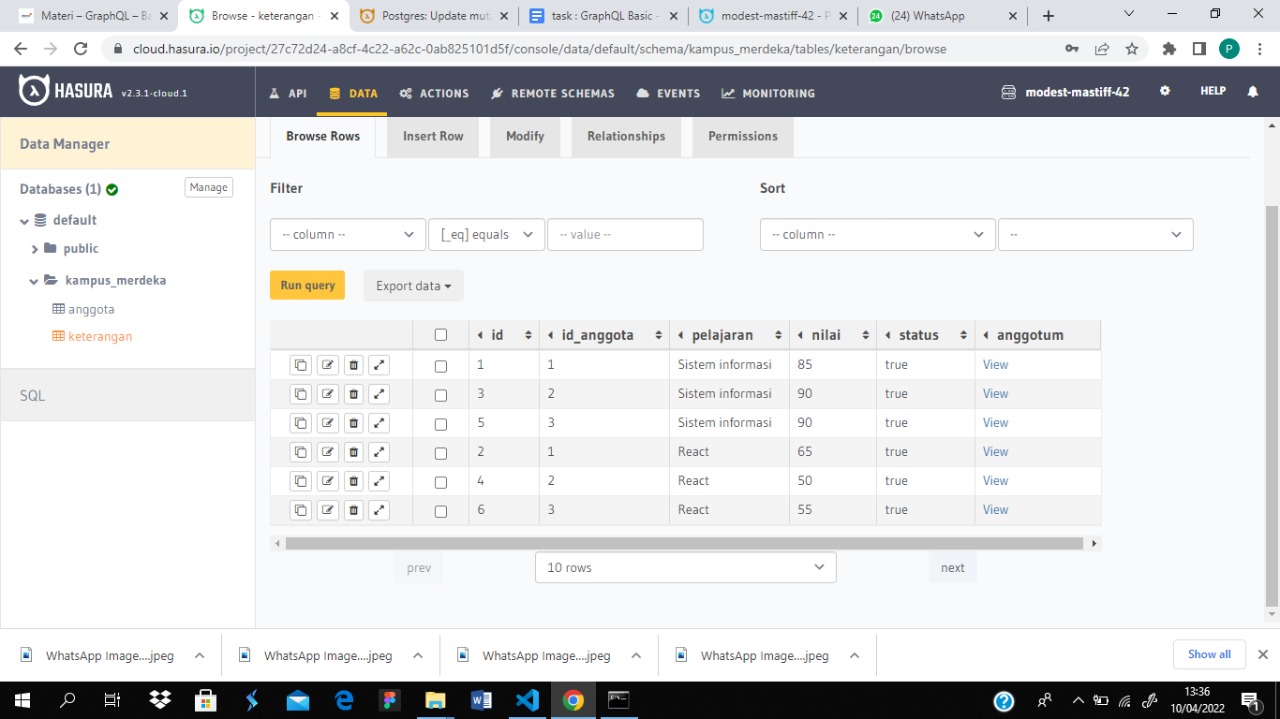 Materi – GraphQL – Ba
Browse - keterangan -
Postgres: Update muta
task : GraphQL Basic -
modest-mastiff-42 - P
(24) WhatsApp
cloud.hasura.io/project/27c72d24-a8cf-4c22-a62c-0ab825101d5f/console/data/default/schema/kampus_merdeka/tables/keterangan/browse
P
HASURA v2.3.1-cloud.1
API DATA ACTIONS REMOTE SCHEMAS EVENTS MONITORING
modest-mastiff-42 HELP
Data Manager
Databases (1) Manage
default
public
kampus_merdeka
anggota
keterangan
SQL
Browse Rows Insert Row Modify Relationships Permissions
Filter Sort
-- column -- [_eq] equals -- value -- -- column -- --
Run query Export data
id id_anggota pelajaran nilai status anggotum
1 1 Sistem informasi 85 true View
3 2 Sistem informasi 90 true View
5 3 Sistem informasi 90 true View
2 1 React 65 true View
4 2 React 50 true View
6 3 React 55 true View
prev 10 rows next
WhatsApp Image....jpeg WhatsApp Image....jpeg WhatsApp Image....jpeg WhatsApp Image....jpeg Show all
13:36
10/04/2022
1